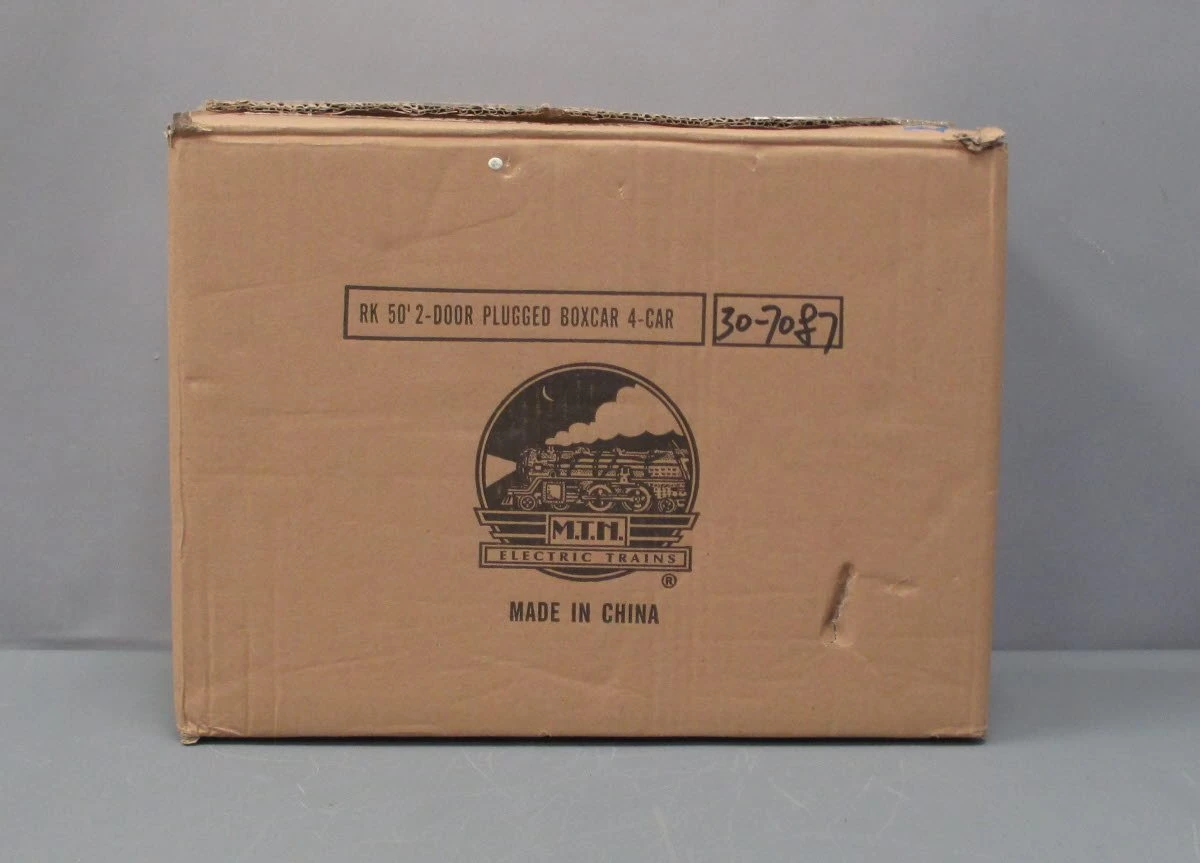 RK 50' 2-DOOR PLUGGED BOXCAR 4-CAR 30-7087
M.T.H.
ELECTRIC TRAINS
®
MADE IN CHINA